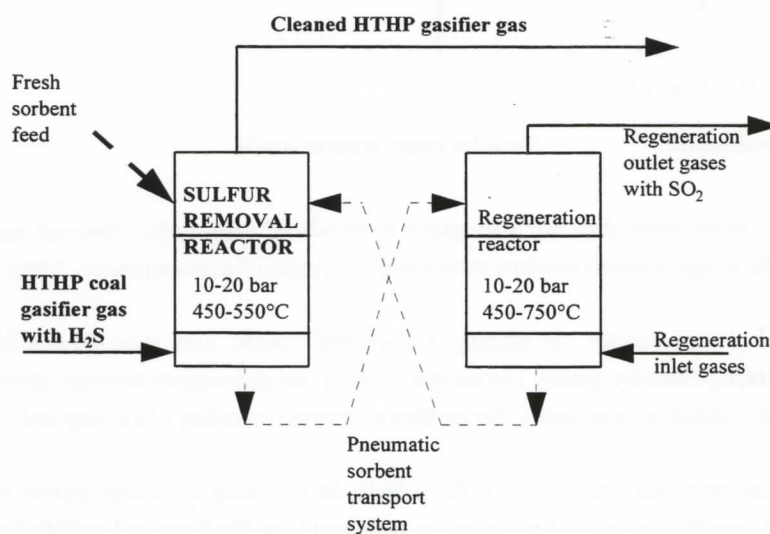 Cleaned HTHP gasifier gas
Fresh
sorbent
feed
Regeneration
outlet gases
with SO₂
SULFUR
REMOVAL
REACTOR
10-20 bar
450-550°C
Regeneration
reactor
10-20 bar
450-750°C
HTHP coal
gasifier gas
with H₂S
Regeneration
inlet gases
Pneumatic
sorbent
transport
system